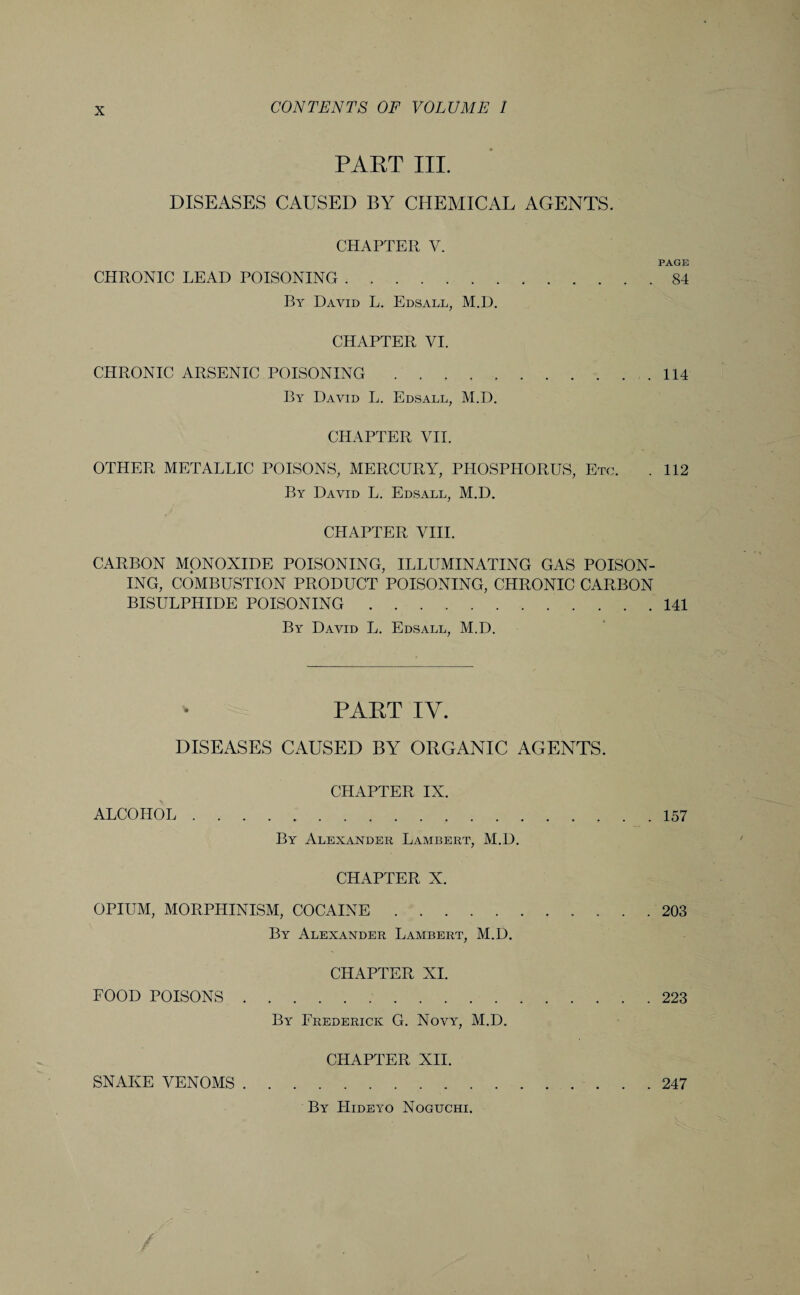 x CONTENTS OF VOLUME I
PART III.
DISEASES CAUSED BY CHEMICAL AGENTS.
CHAPTER V.
PAGE
CHRONIC LEAD POISONING . . . . . . . . . . . . . 84
By David L. Edsall, M.D.
CHAPTER VI.
CHRONIC ARSENIC POISONING . . . . . . . . . . . 114
By David L. Edsall, M.D.
CHAPTER VII.
OTHER METALLIC POISONS, MERCURY, PHOSPHORUS, Etc. . 112
By David L. Edsall, M.D.
CHAPTER VIII.
CARBON MONOXIDE POISONING, ILLUMINATING GAS POISON-
ING, COMBUSTION PRODUCT POISONING, CHRONIC CARBON
BISULPHIDE POISONING . . . . . . . . . . . . 141
By David L. Edsall, M.D.
PART IV.
DISEASES CAUSED BY ORGANIC AGENTS.
CHAPTER IX.
ALCOHOL . . . . . . . . . . . . . . . . . . . 157
By Alexander Lambert, M.D.
CHAPTER X.
OPIUM, MORPHINISM, COCAINE . . . . . . . . . . . 203
By Alexander Lambert, M.D.
CHAPTER XI.
FOOD POISONS . . . . . . . . . . . . . . . . . 223
By Frederick G. Novy, M.D.
CHAPTER XII.
SNAKE VENOMS . . . . . . . . . . . . . . . . . 247
By Hideyo Noguchi.